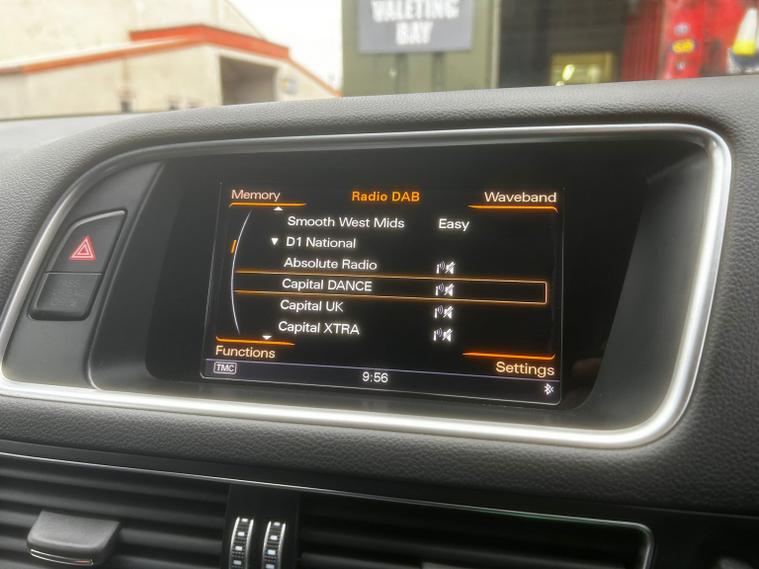 VALETING
BAY
Memory
Radio DAB
Waveband
Smooth West Mids Easy
D1 National
Absolute Radio
Capital DANCE
Capital UK
Capital XTRA
Functions
Settings
TMC
9:56